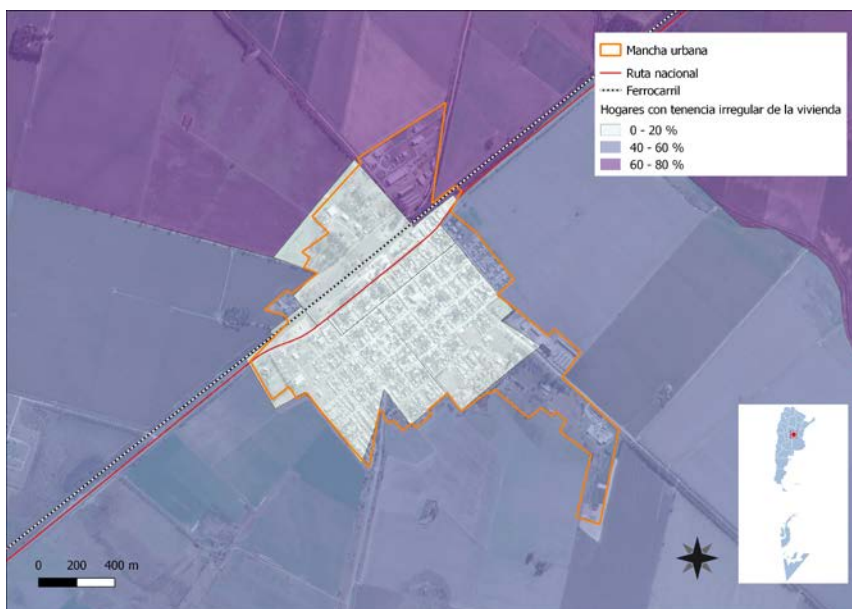 Mancha urbana
Ruta nacional
Ferrocarril
Hogares con tenencia irregular de la vivienda
0 - 20 %
40 - 60 %
60 - 80 %
0 200 400 m